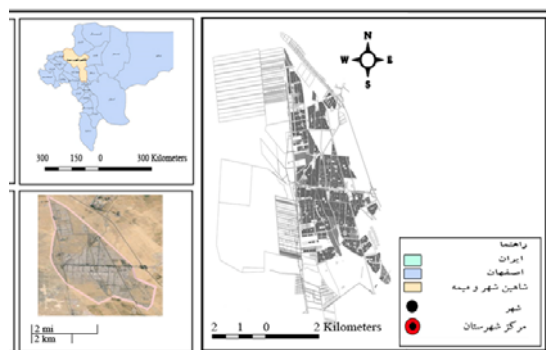 300 150 0 300 Kilometers
2 mi
2 km
N
W E
S
2 1 0 2 Kilometers
راهنما
ایران
اصفهان
شاهین شهر و میمه
شهر
مرکز شهرستان